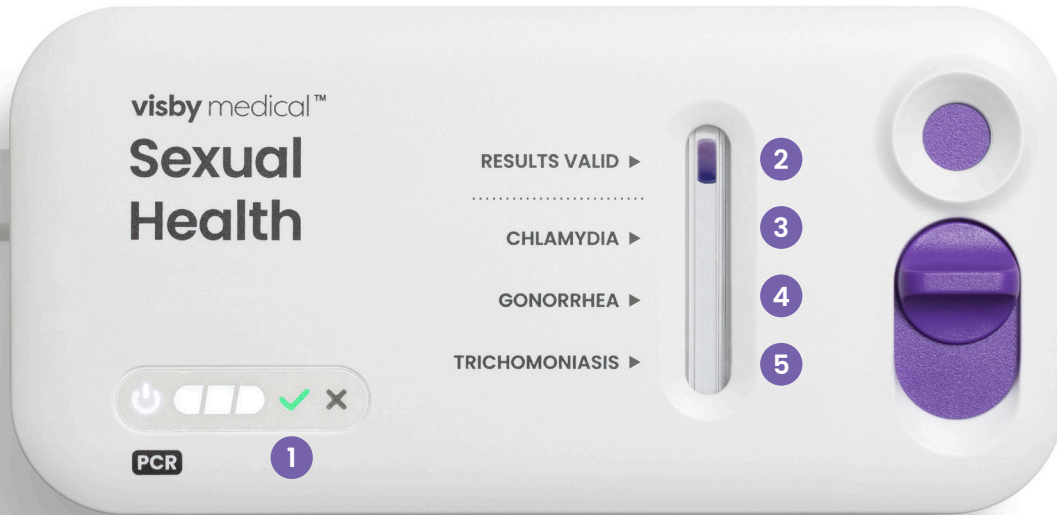 visby medical™
Sexual
Health
RESULTS VALID ▶
CHLAMYDIA ▶
GONORRHEA ▶
TRICHOMONIASIS ▶
2
3
4
5
1
PCR